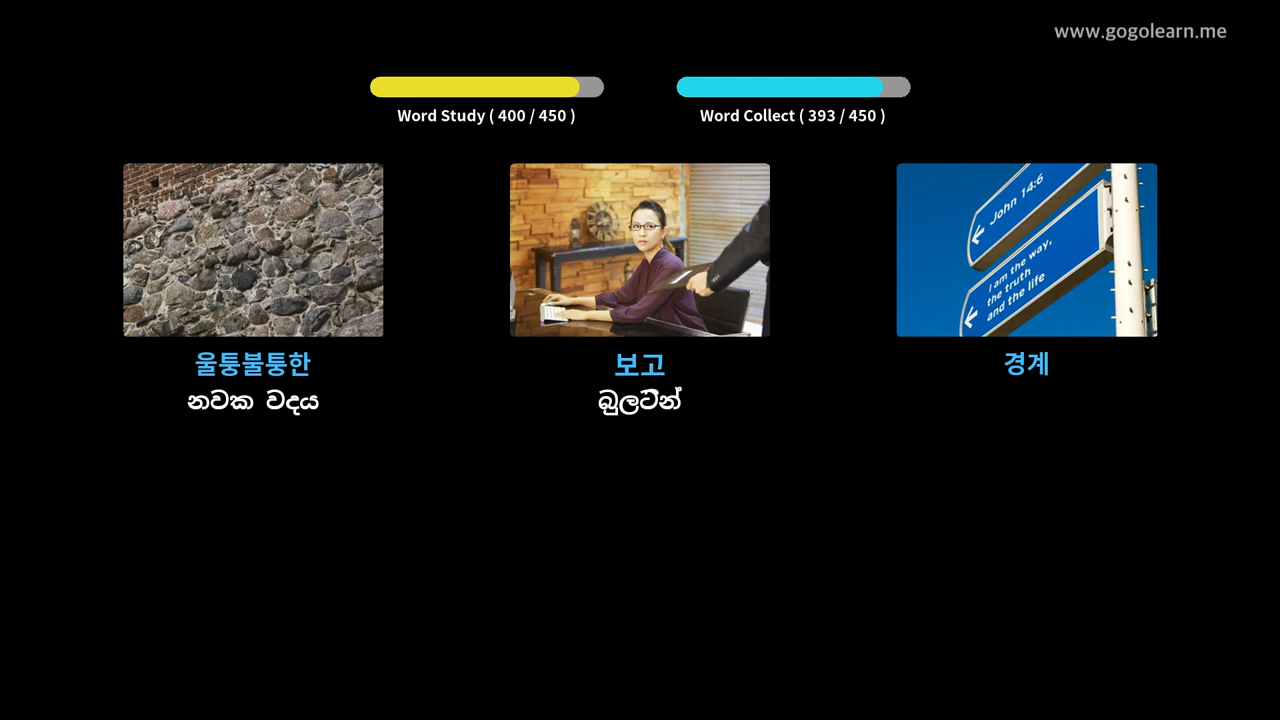 www.gogolearn.me
Word Study ( 400 / 450 )
Word Collect ( 393 / 450 )
John 14:6
I am the way,
the truth
and the life
울퉁불퉁한
නවක වදය
보고
බුලටින්
경계